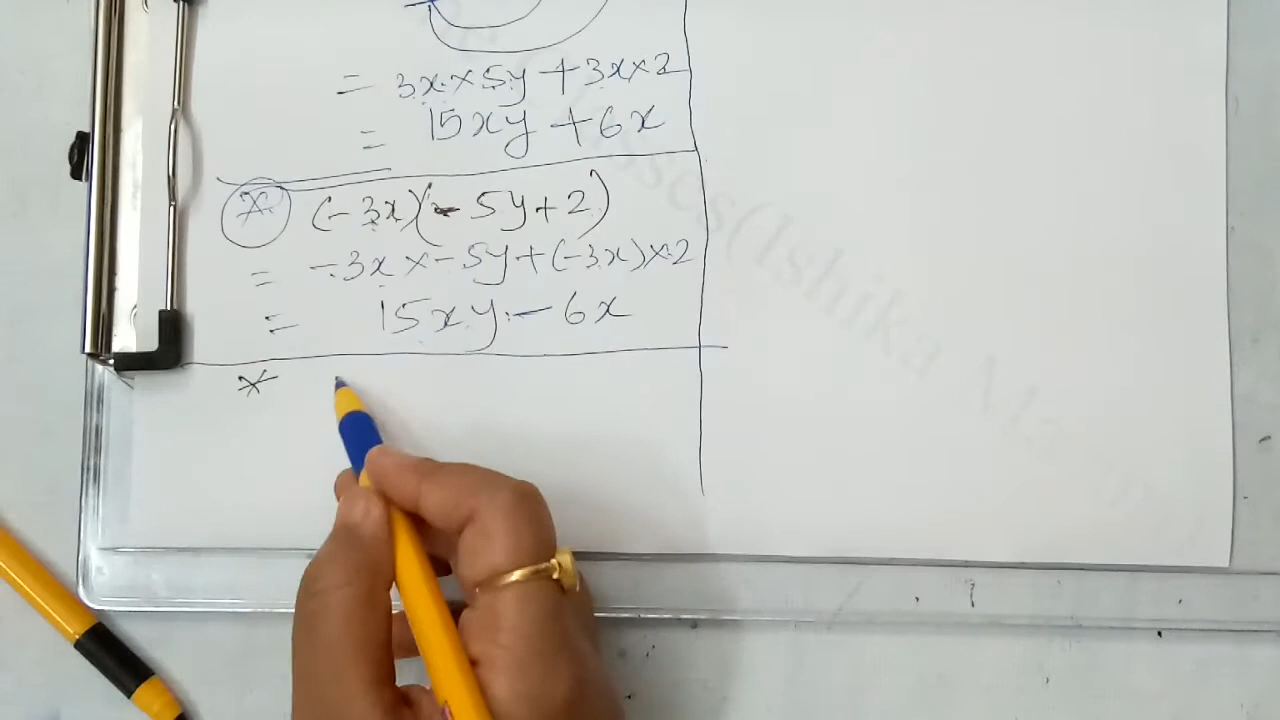 = 3x × 5y + 3x × 2
= 15xy + 6x
* (-3x)(-5y+2)
= -3x × -5y + (-3x) × 2
= 15xy - 6x
*